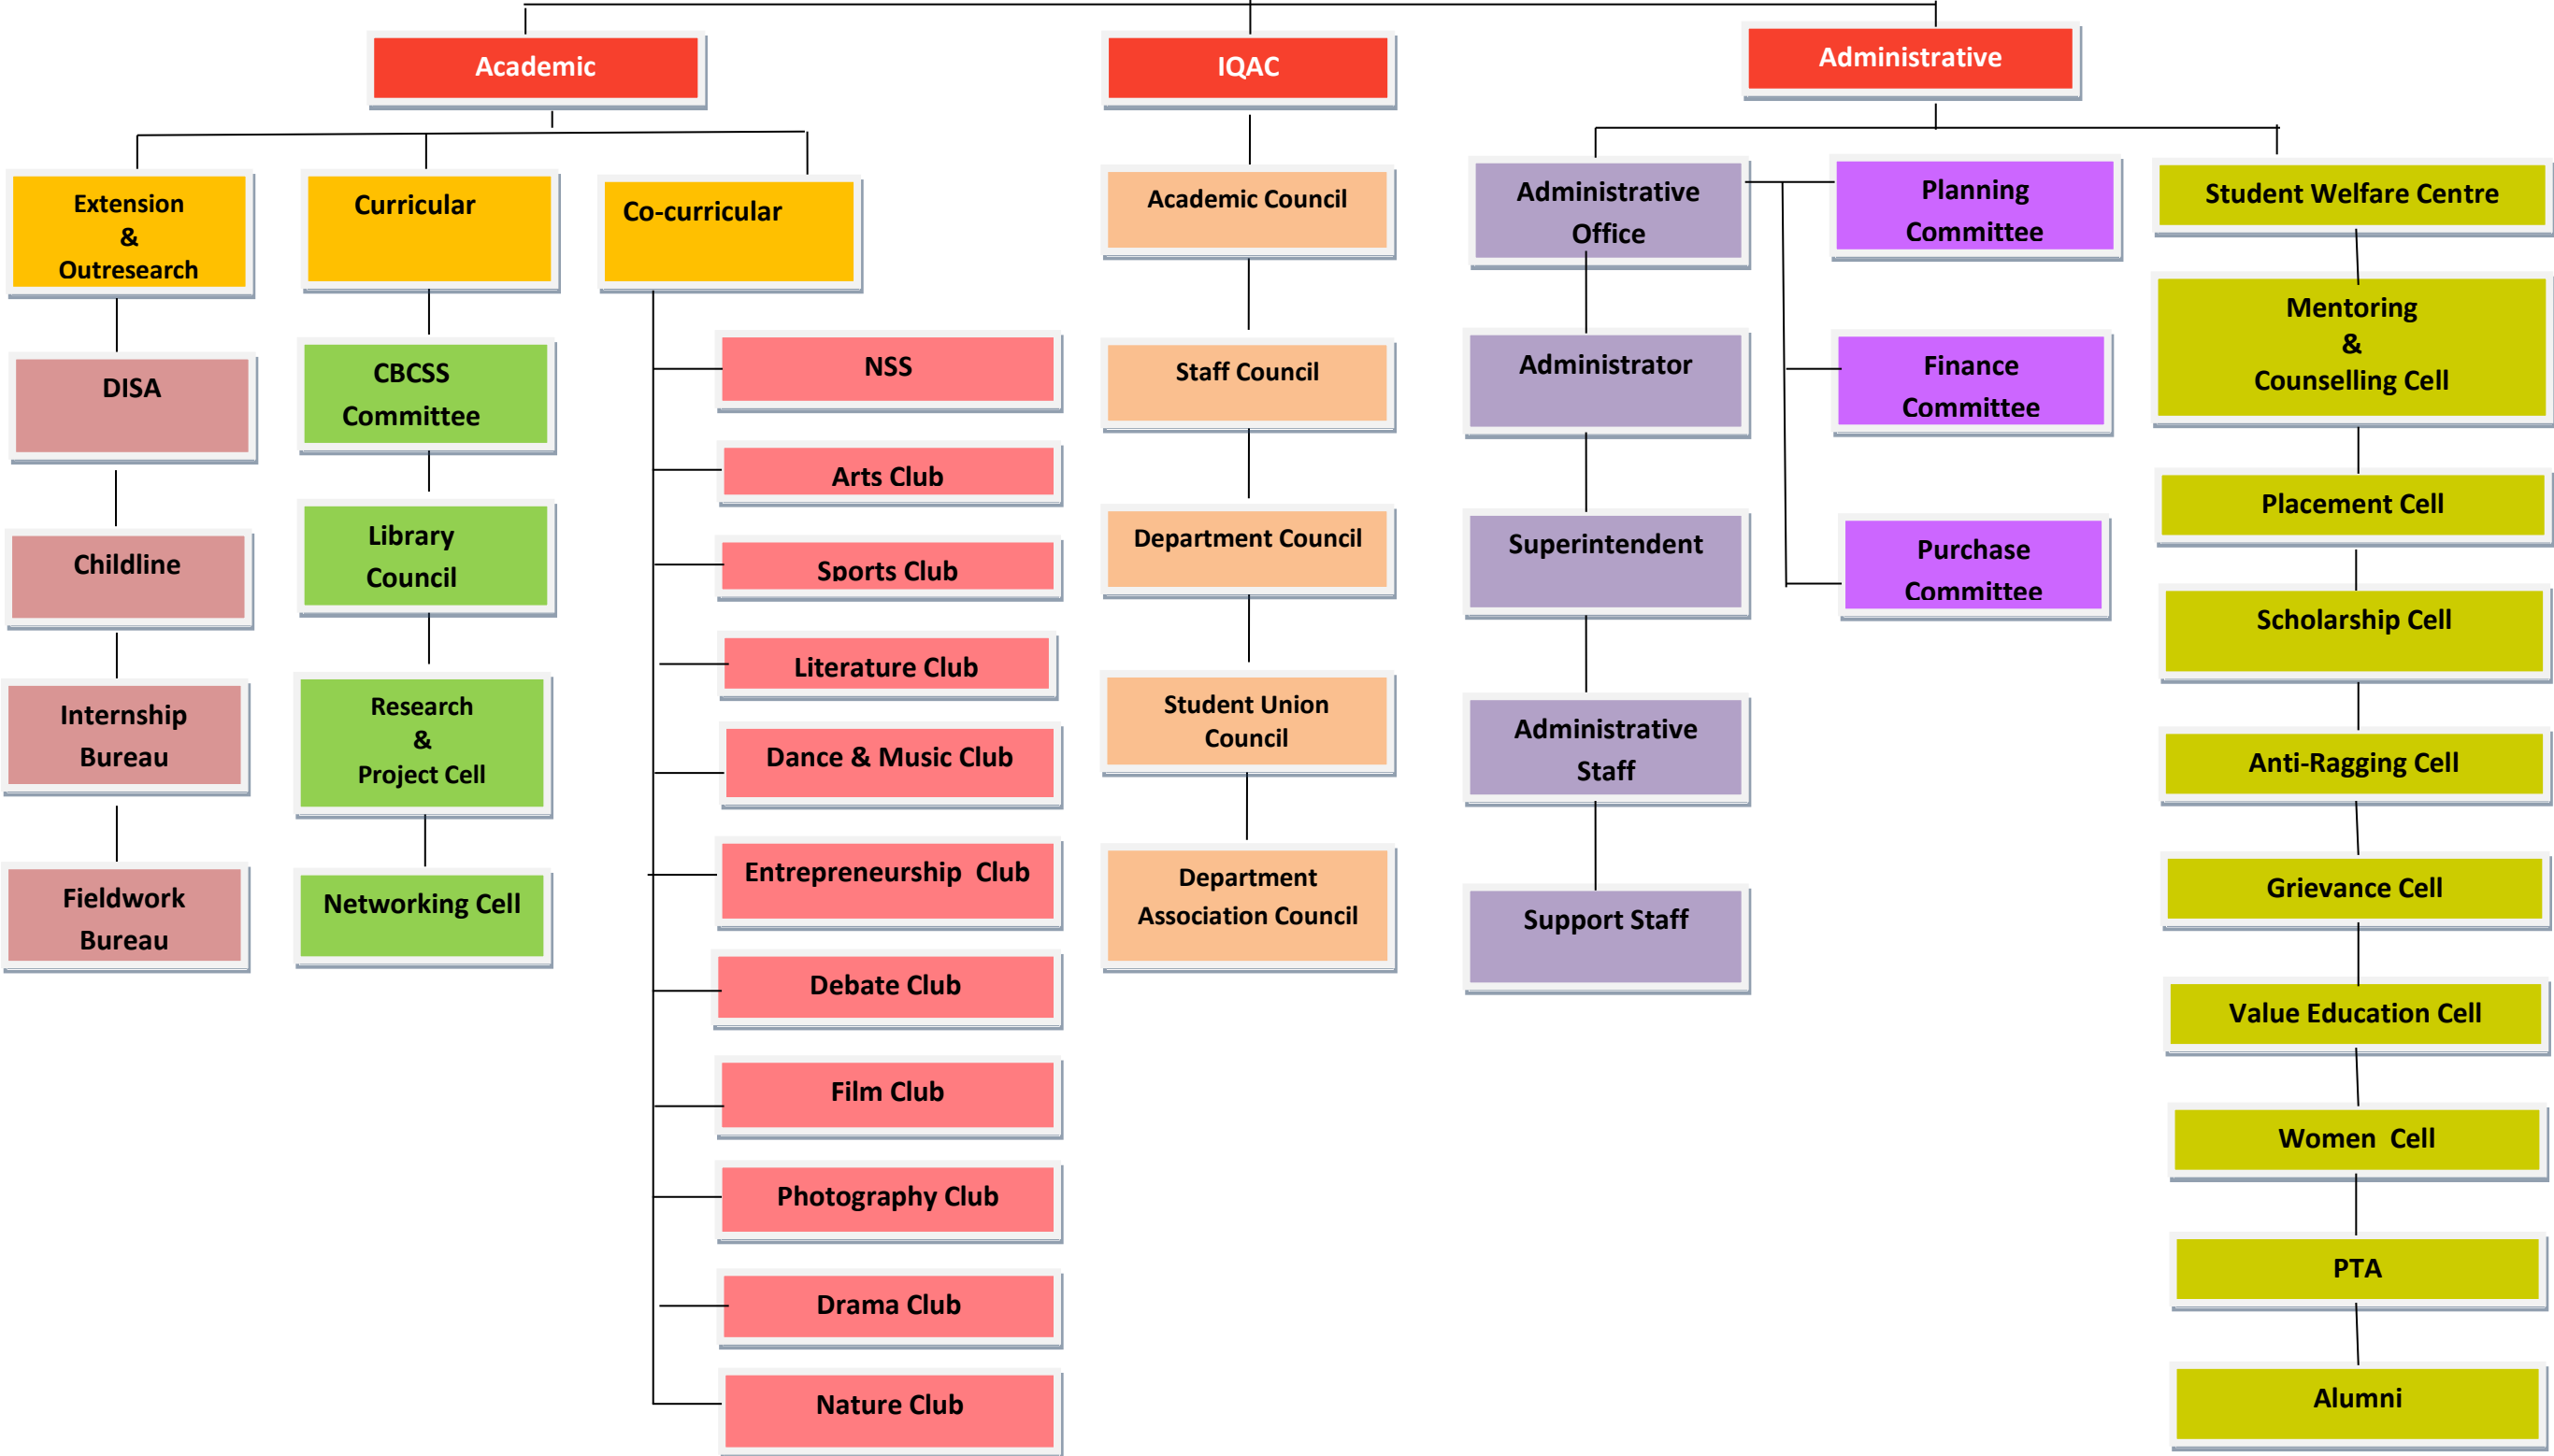 Academic
IQAC
Administrative
Extension
&
Outresearch
DISA
Childline
Internship
Bureau
Fieldwork
Bureau
Curricular
CBCSS
Committee
Library
Council
Research
&
Project Cell
Networking Cell
Co-curricular
NSS
Arts Club
Sports Club
Literature Club
Dance & Music Club
Entrepreneurship Club
Debate Club
Film Club
Photography Club
Drama Club
Nature Club
Academic Council
Staff Council
Department Council
Student Union
Council
Department
Association Council
Administrative
Office
Administrator
Superintendent
Administrative
Staff
Support Staff
Planning
Committee
Finance
Committee
Purchase
Committee
Student Welfare Centre
Mentoring
&
Counselling Cell
Placement Cell
Scholarship Cell
Anti-Ragging Cell
Grievance Cell
Value Education Cell
Women Cell
PTA
Alumni